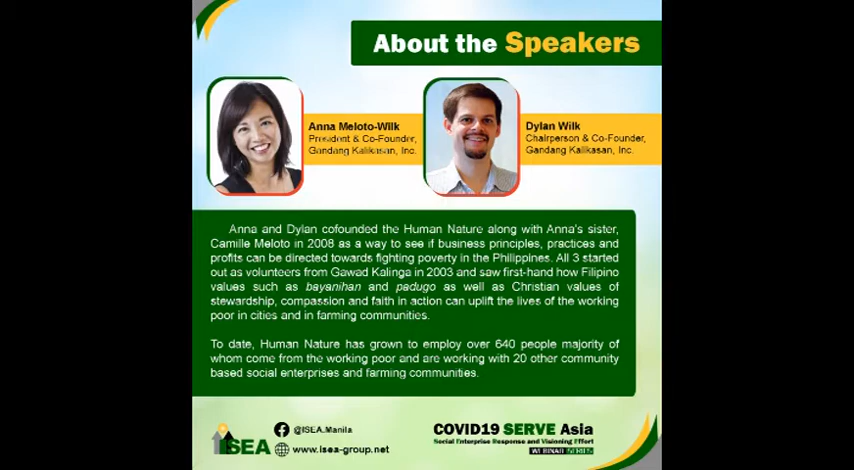 About the Speakers
Anna Meloto-Wilk
President & Co-Founder,
Gandang Kalikasan, Inc.
Dylan Wilk
Chairperson & Co-Founder,
Gandang Kalikasan, Inc.
Anna and Dylan cofounded the Human Nature along with Anna's sister,
Camille Meloto in 2008 as a way to see if business principles, practices and
profits can be directed towards fighting poverty in the Philippines. All 3 started
out as volunteers from Gawad Kalinga in 2003 and saw first-hand how Filipino
values such as bayanihan and padugo as well as Christian values of
stewardship, compassion and faith in action can uplift the lives of the working
poor in cities and in farming communities.
To date, Human Nature has grown to employ over 640 people majority of
whom come from the working poor and are working with 20 other community
based social enterprises and farming communities.
ISEA
@ISEA.Manila
www.isea-group.net
COVID19 SERVE Asia
Social Enterprise Response and Visioning Effort
WEBINAR SERIES